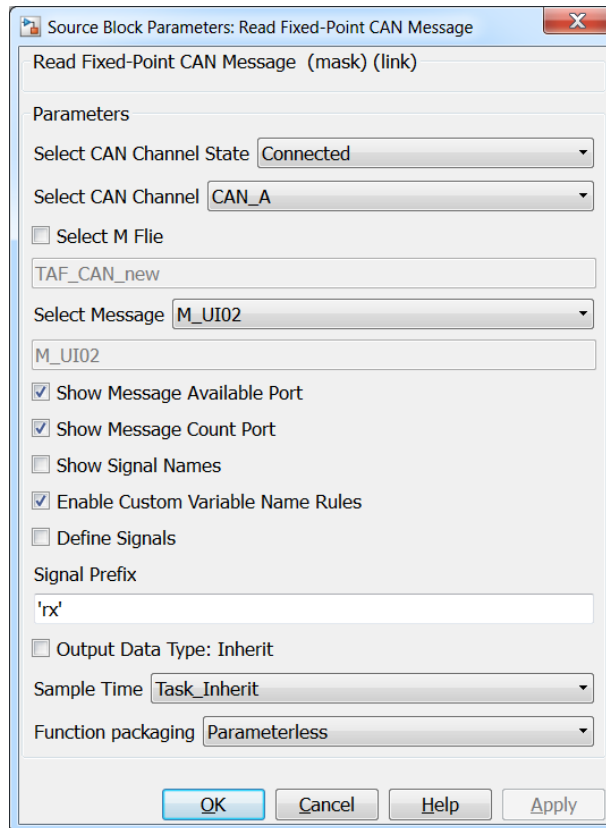 Source Block Parameters: Read Fixed-Point CAN Message
Read Fixed-Point CAN Message (mask) (link)
Parameters
Select CAN Channel State Connected
Select CAN Channel CAN_A
Select M Flie
TAF_CAN_new
Select Message M_UI02
M_UI02
Show Message Available Port
Show Message Count Port
Show Signal Names
Enable Custom Variable Name Rules
Define Signals
Signal Prefix
'rx'
Output Data Type: Inherit
Sample Time Task_Inherit
Function packaging Parameterless
OK Cancel Help Apply